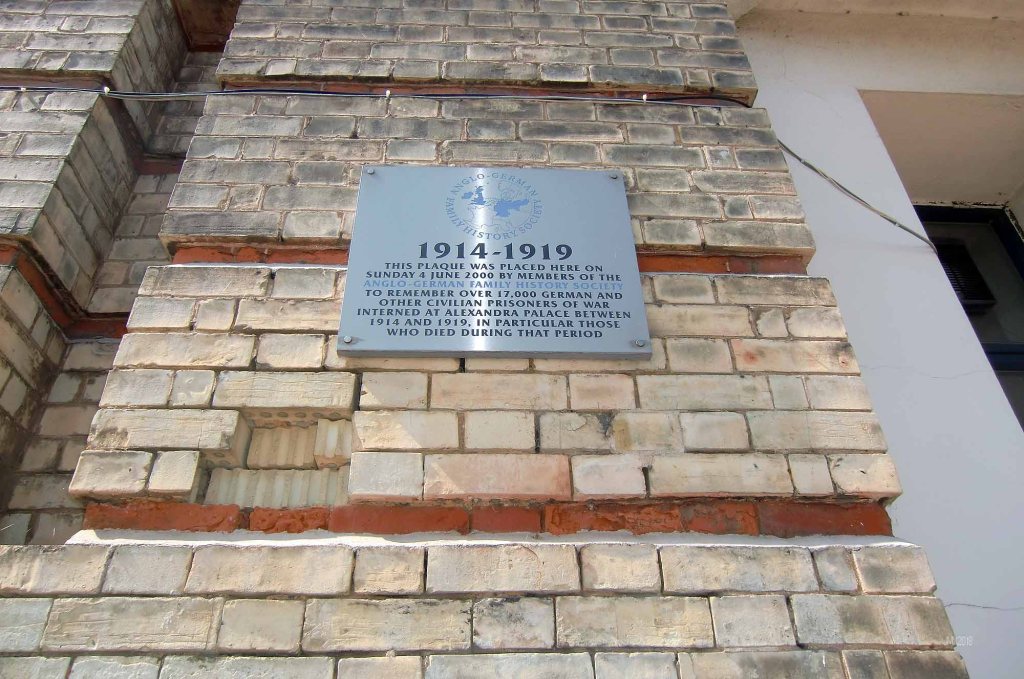 ANGLO-GERMAN
FAMILY HISTORY SOCIETY
1914-1919
THIS PLAQUE WAS PLACED HERE ON
SUNDAY 4 JUNE 2000 BY MEMBERS OF THE
ANGLO-GERMAN FAMILY HISTORY SOCIETY
TO REMEMBER OVER 17,000 GERMAN AND
OTHER CIVILIAN PRISONERS OF WAR
INTERNED AT ALEXANDRA PALACE BETWEEN
1914 AND 1919, IN PARTICULAR THOSE
WHO DIED DURING THAT PERIOD